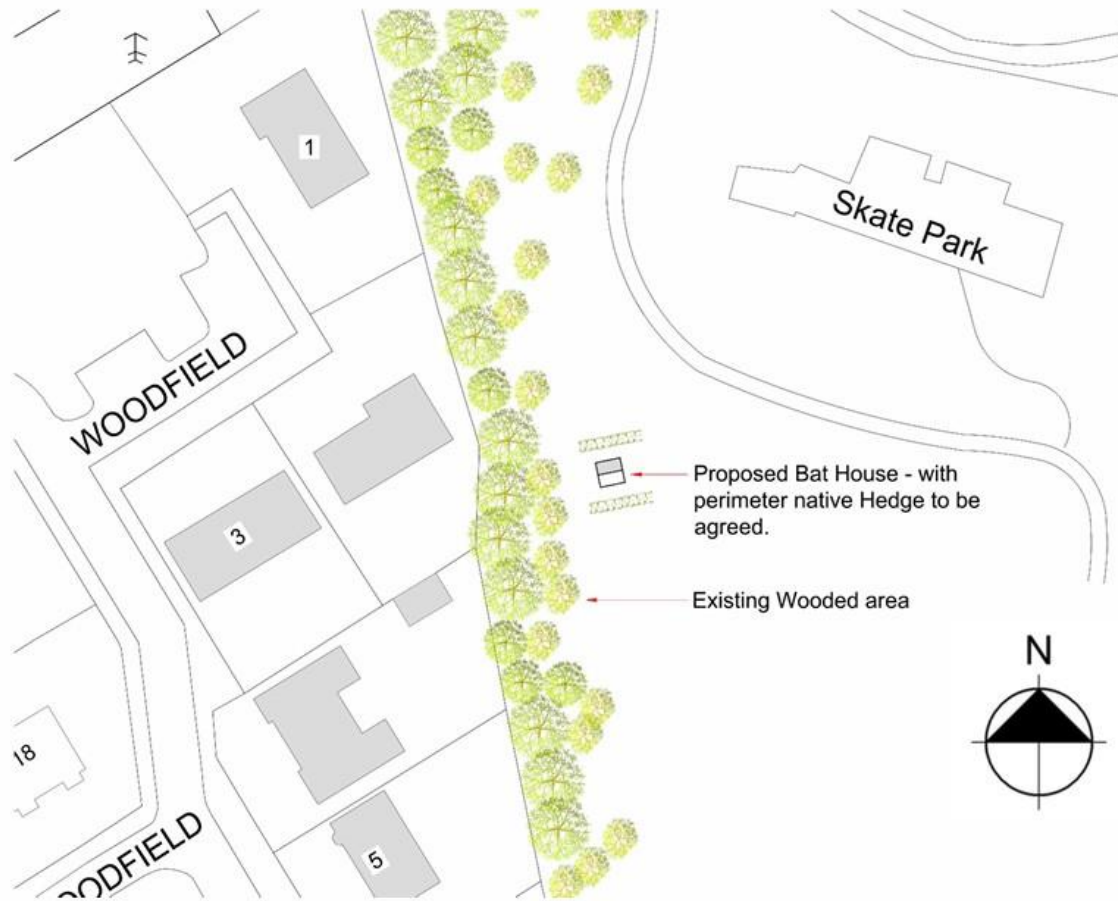 1
Skate Park
WOODFIELD
Proposed Bat House - with
perimeter native Hedge to be
agreed.
3
Existing Wooded area
N
18
OODFIELD
5